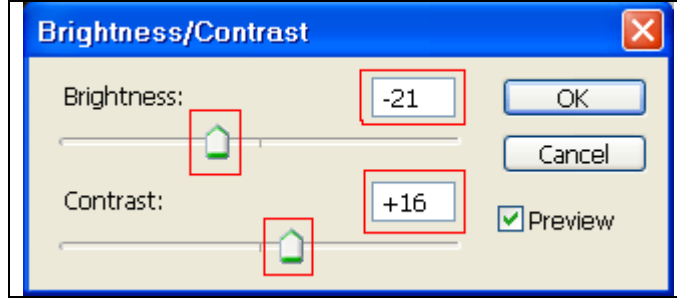 Brightness/Contrast
Brightness:
-21
OK
Cancel
Contrast:
+16
Preview